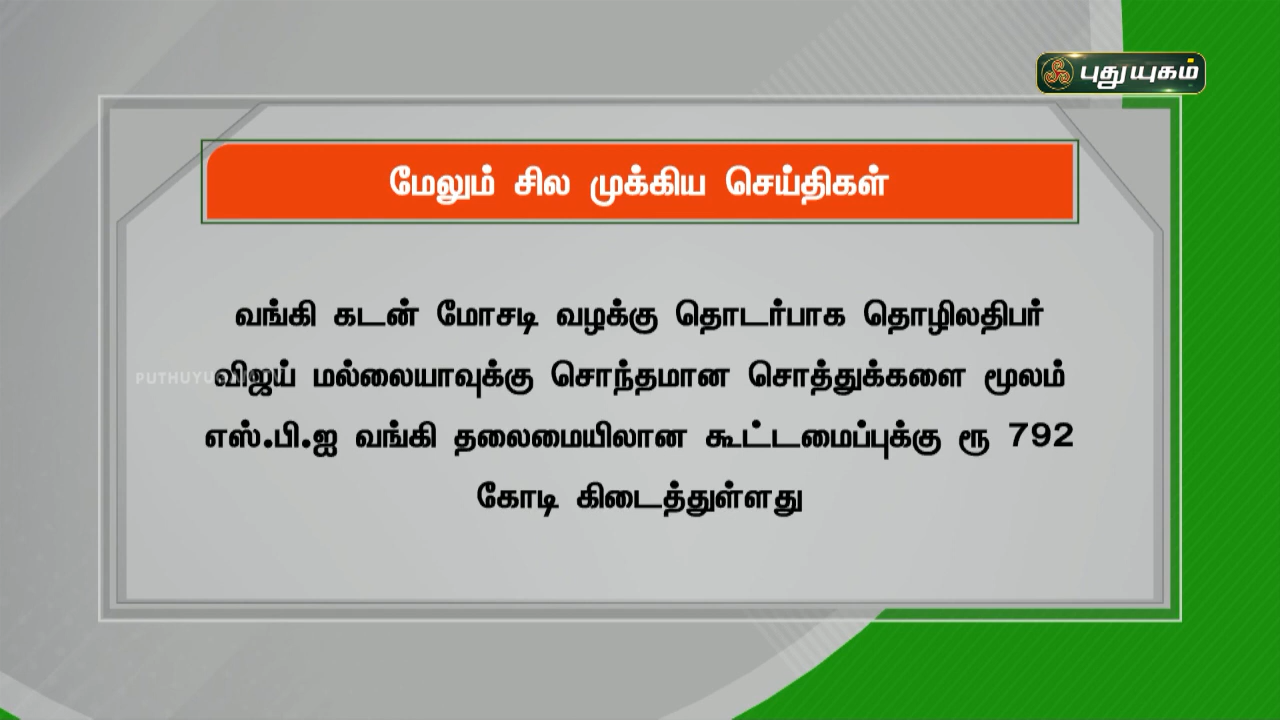 புதுயுகம்
மேலும் சில முக்கிய செய்திகள்
வங்கி கடன் மோசடி வழக்கு தொடர்பாக தொழிலதிபர்
விஜய் மல்லையாவுக்கு சொந்தமான சொத்துக்களை மூலம்
எஸ்.பி.ஐ வங்கி தலைமையிலான கூட்டமைப்புக்கு ரூ 792
கோடி கிடைத்துள்ளது